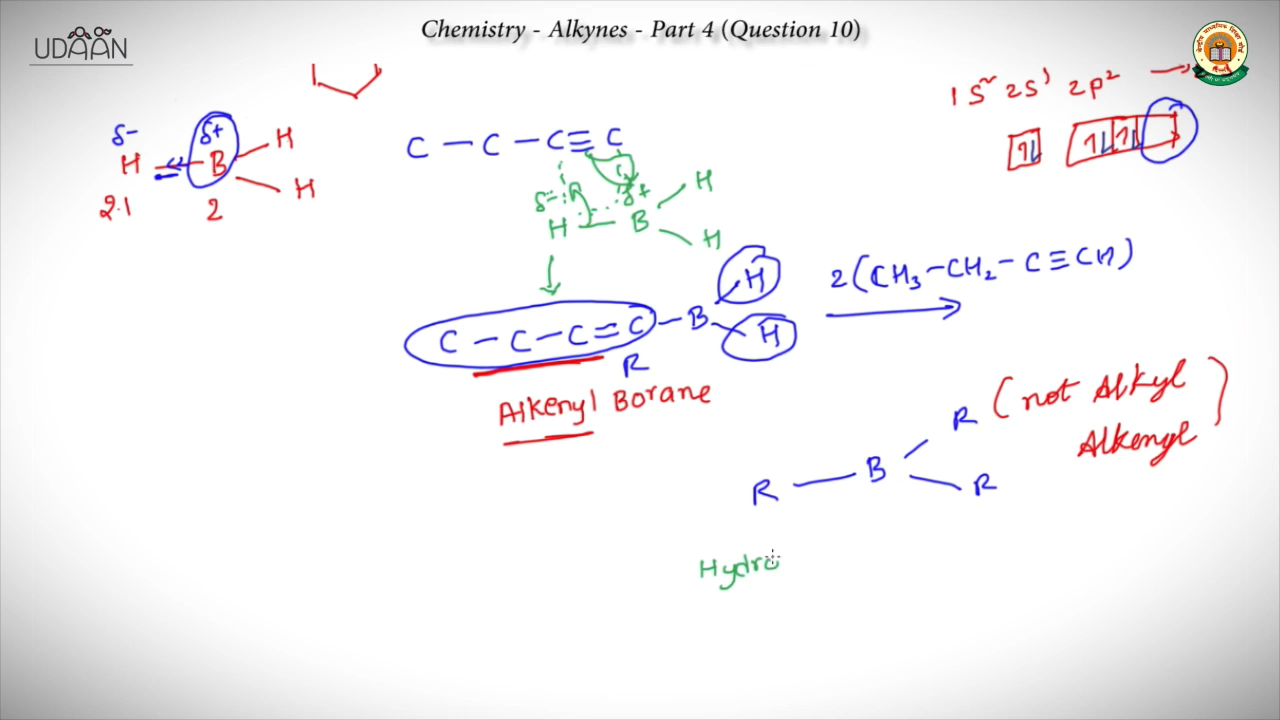 UDAAN
Chemistry - Alkynes - Part 4 (Question 10)
1s² 2s¹ 2p²
δ- δ+
H B H
H
2.1 2
C - C - C ≡ C
δ- δ+
H - B H
H
2(CH₃-CH₂-C≡CH)
C - C - C = C - B H
H
R
Alkenyl Borane
R - B R
R
(not Alkyl
Alkenyl)
Hydro